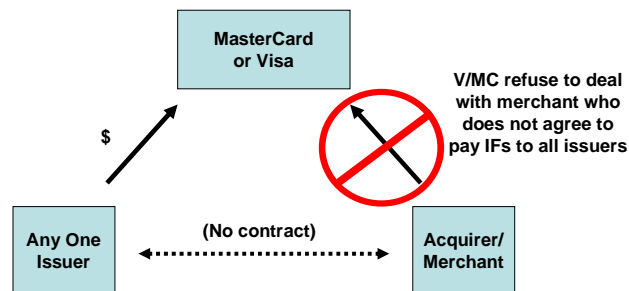 MasterCard
or Visa
V/MC refuse to deal
with merchant who
does not agree to
pay IFs to all issuers
$
(No contract)
Any One
Issuer
Acquirer/
Merchant